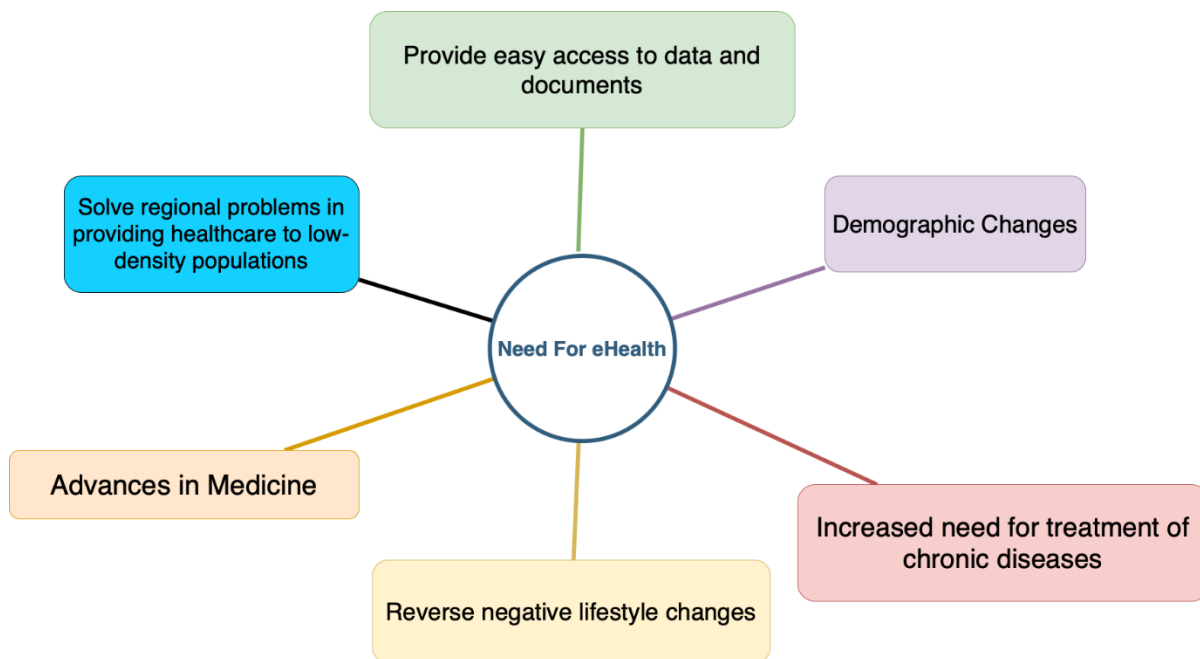 Provide easy access to data and
documents
Solve regional problems in
providing healthcare to low-
density populations
Demographic Changes
Need For eHealth
Advances in Medicine
Increased need for treatment of
chronic diseases
Reverse negative lifestyle changes